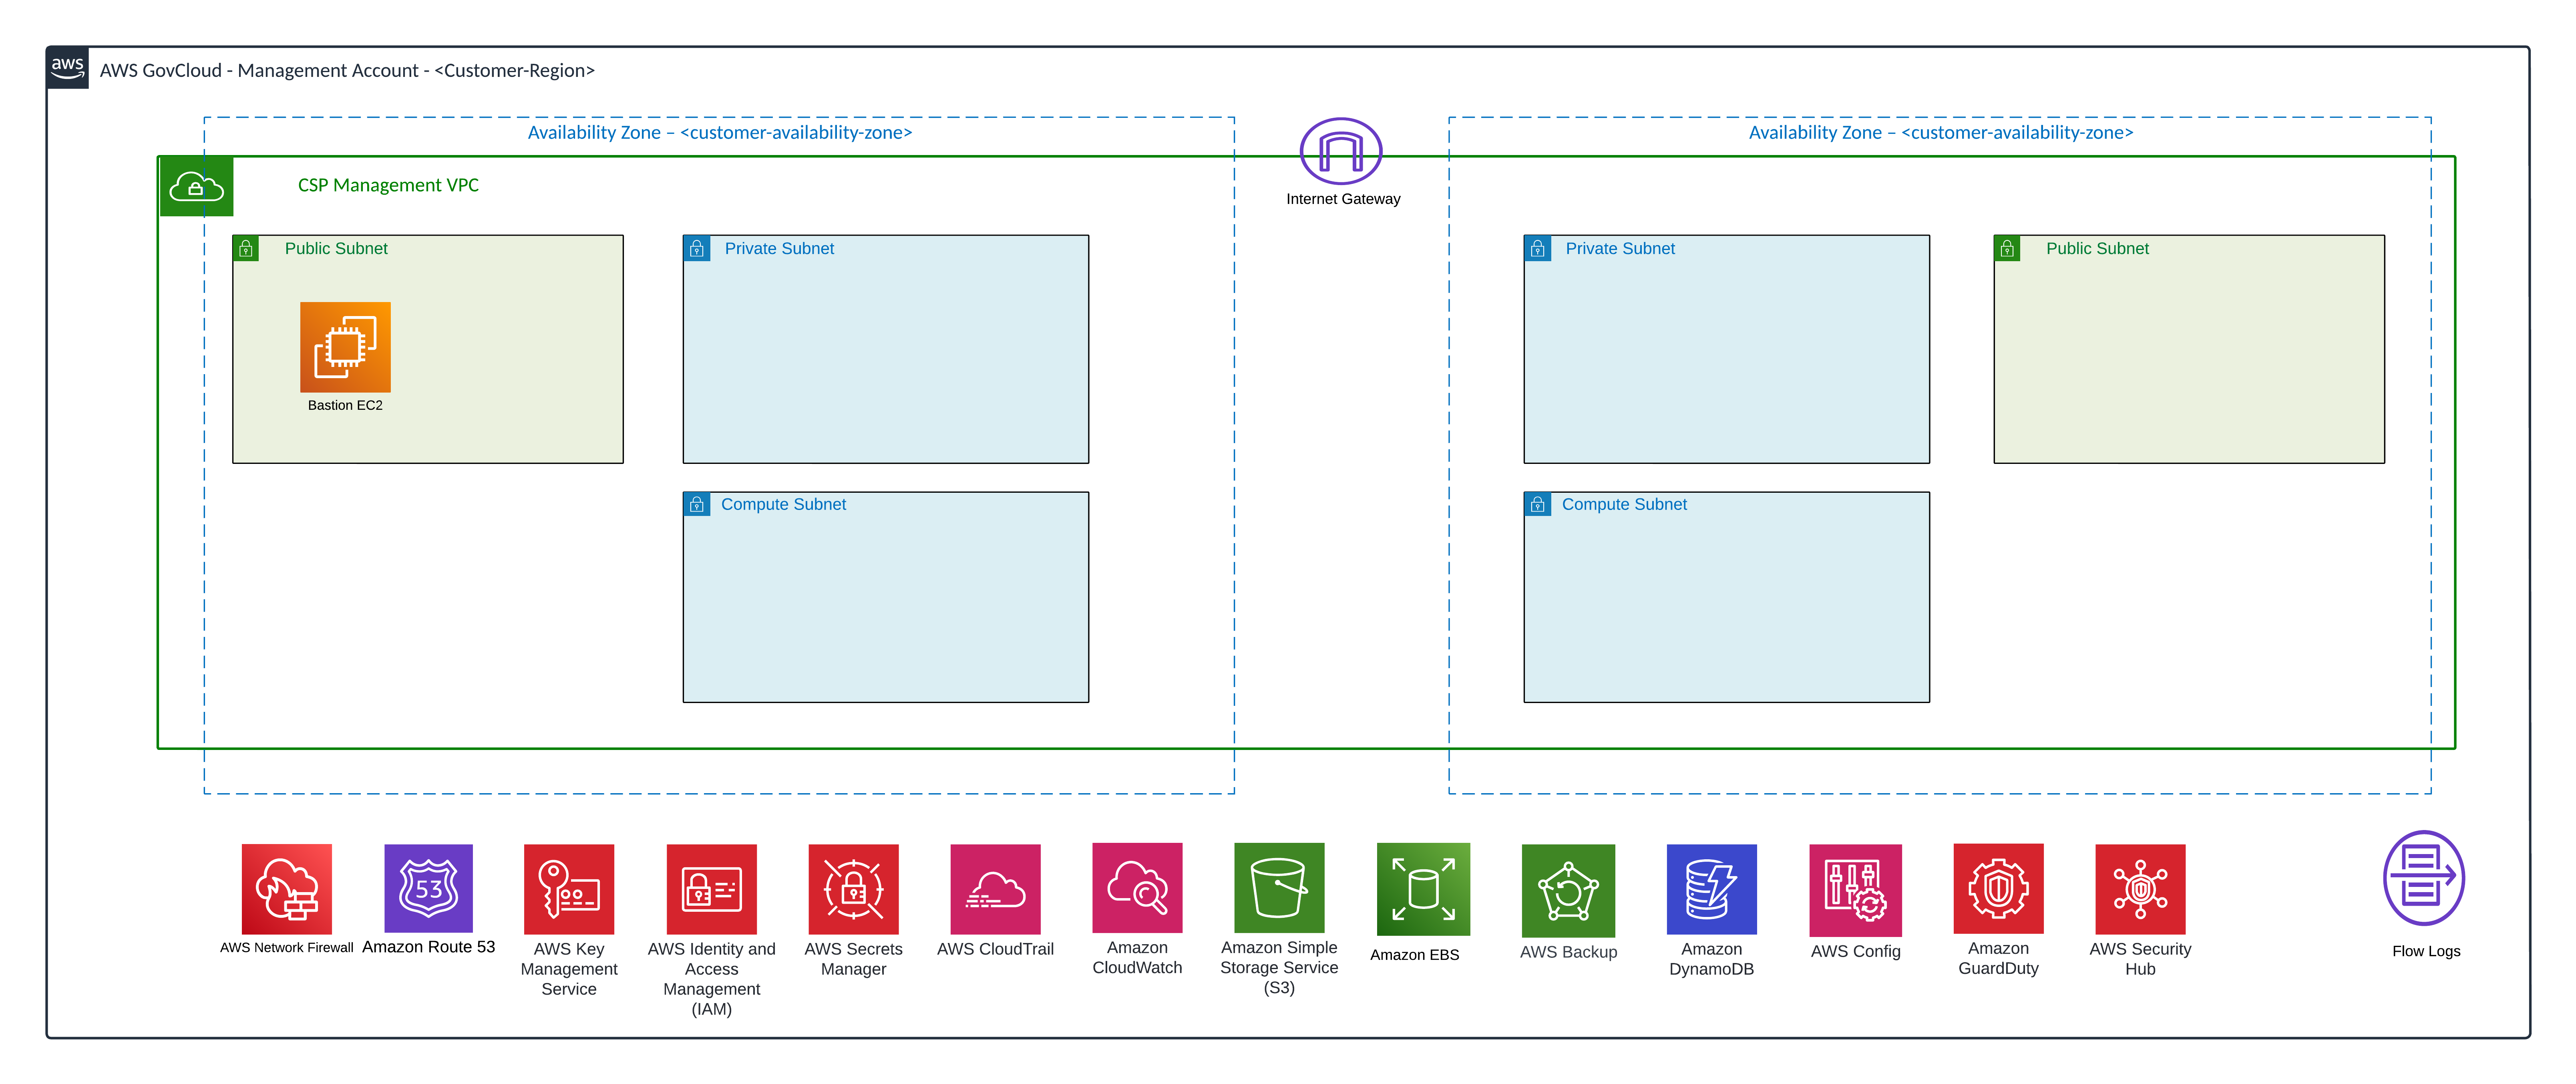 aws
AWS GovCloud - Management Account - <Customer-Region>
Availability Zone – <customer-availability-zone>
Availability Zone – <customer-availability-zone>
CSP Management VPC
Internet Gateway
Public Subnet
Private Subnet
Private Subnet
Public Subnet
Bastion EC2
Compute Subnet
Compute Subnet
53
AWS Network Firewall
Amazon Route 53
AWS Key
Management
Service
AWS Identity and
Access
Management
(IAM)
AWS Secrets
Manager
AWS CloudTrail
Amazon
CloudWatch
Amazon Simple
Storage Service
(S3)
Amazon EBS
AWS Backup
Amazon
DynamoDB
AWS Config
Amazon
GuardDuty
AWS Security
Hub
Flow Logs